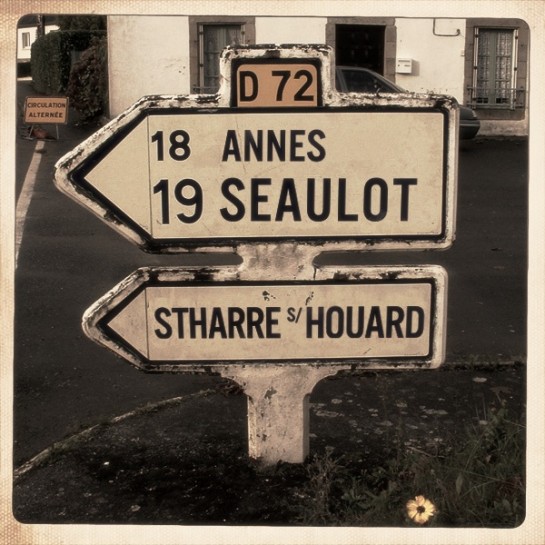 D 72
CIRCULATION
ALTERNÉE
18 ANNES
19 SEAULOT
STHARRE S/ HOUARD